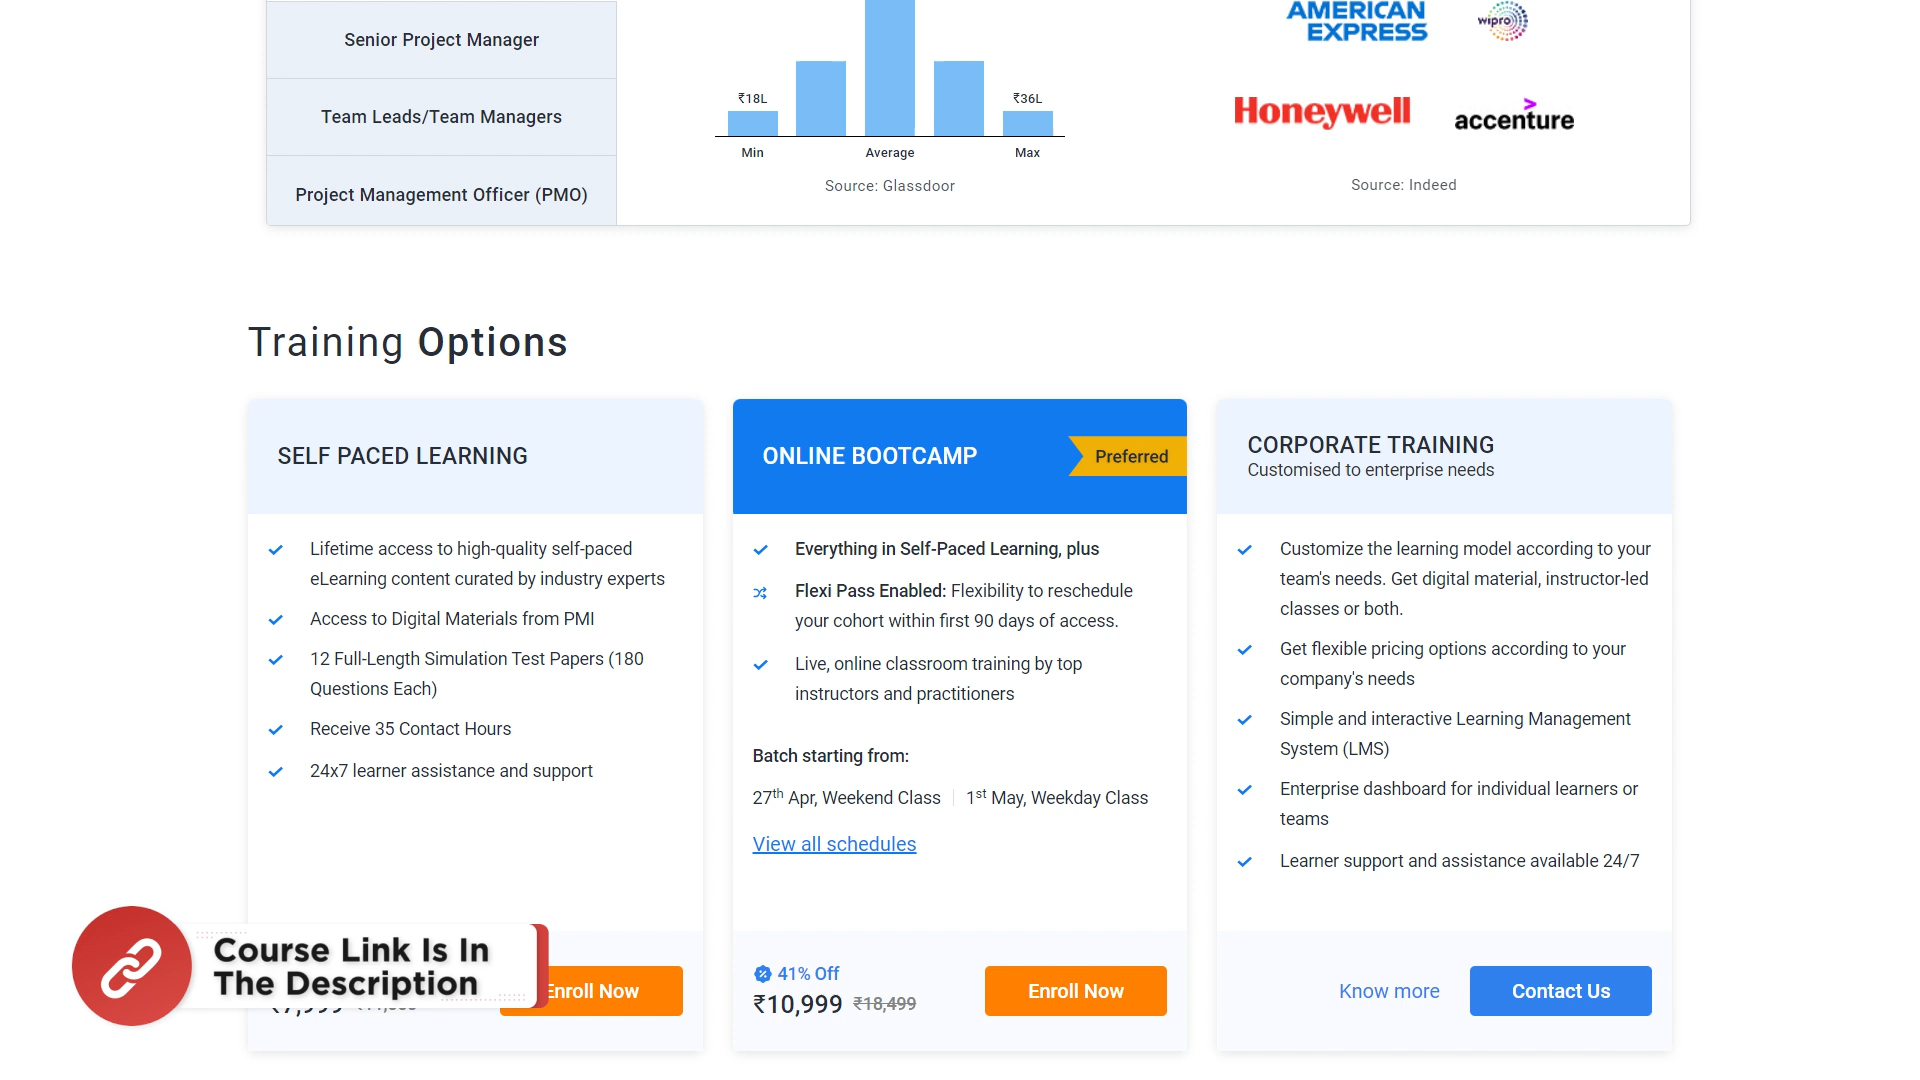 AMERICAN
EXPRESS
wipro
Senior Project Manager
Team Leads/Team Managers
Project Management Officer (PMO)
₹18L
₹36L
Min
Average
Max
Source: Glassdoor
Honeywell
accenture
Source: Indeed
Training Options
SELF PACED LEARNING
Lifetime access to high-quality self-paced
eLearning content curated by industry experts
Access to Digital Materials from PMI
12 Full-Length Simulation Test Papers (180
Questions Each)
Receive 35 Contact Hours
24x7 learner assistance and support
Enroll Now
ONLINE BOOTCAMP
Preferred
Everything in Self-Paced Learning, plus
Flexi Pass Enabled: Flexibility to reschedule
your cohort within first 90 days of access.
Live, online classroom training by top
instructors and practitioners
Batch starting from:
27th Apr, Weekend Class
1st May, Weekday Class
View all schedules
41% Off
₹10,999 ₹18,499
Enroll Now
CORPORATE TRAINING
Customised to enterprise needs
Customize the learning model according to your
team's needs. Get digital material, instructor-led
classes or both.
Get flexible pricing options according to your
company's needs
Simple and interactive Learning Management
System (LMS)
Enterprise dashboard for individual learners or
teams
Learner support and assistance available 24/7
Know more
Contact Us
Course Link Is In
The Description